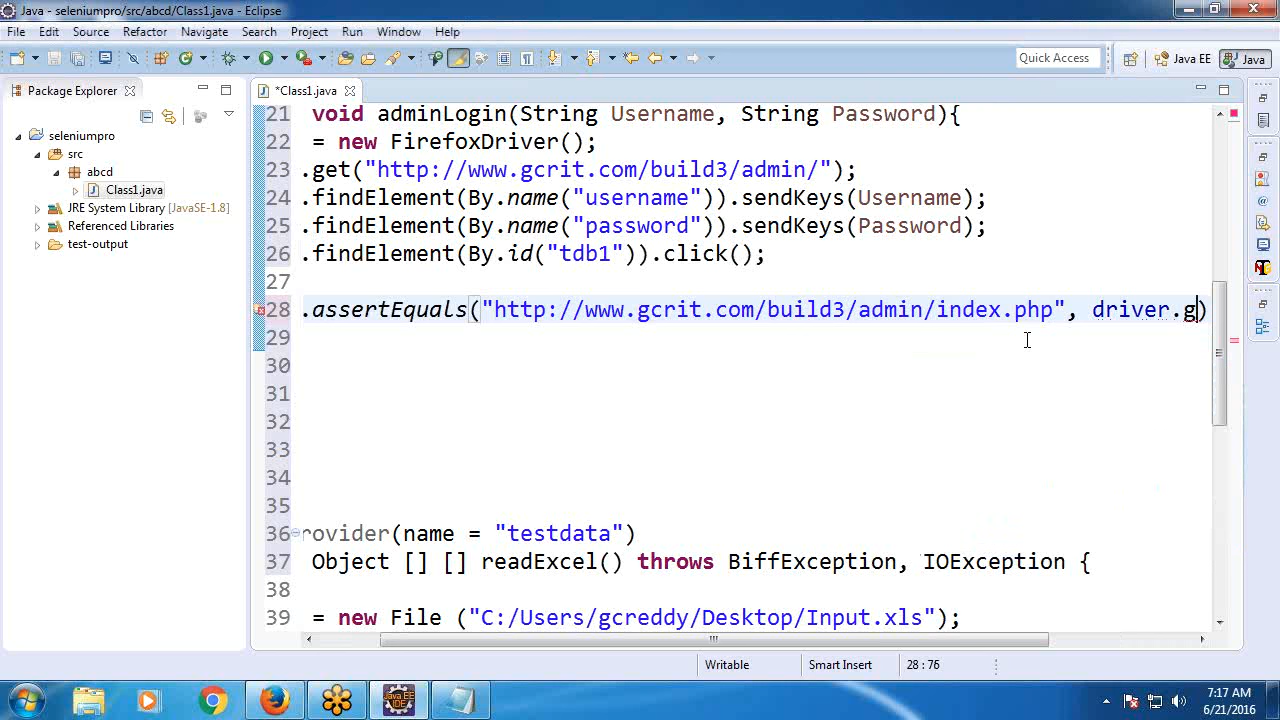 Java - seleniumpro/src/abcd/Class1.java - Eclipse
File Edit Source Refactor Navigate Search Project Run Window Help
Quick Access
Java EE
Java
Package Explorer
*Class1.java
seleniumpro
src
abcd
Class1.java
JRE System Library [JavaSE-1.8]
Referenced Libraries
test-output
21 void adminLogin(String Username, String Password){
22 = new FirefoxDriver();
23 .get("http://www.gcrit.com/build3/admin/");
24 .findElement(By.name("username")).sendKeys(Username);
25 .findElement(By.name("password")).sendKeys(Password);
26 .findElement(By.id("tdb1")).click();
27
28 .assertEquals("http://www.gcrit.com/build3/admin/index.php", driver.g)
29
30
31
32
33
34
35
36 rovider(name = "testdata")
37 Object [] [] readExcel() throws BiffException, IOException {
38
39 = new File ("C:/Users/gcreddy/Desktop/Input.xls");
Writable
Smart Insert
28 : 76
Java EE
IDE
7:17 AM
6/21/2016